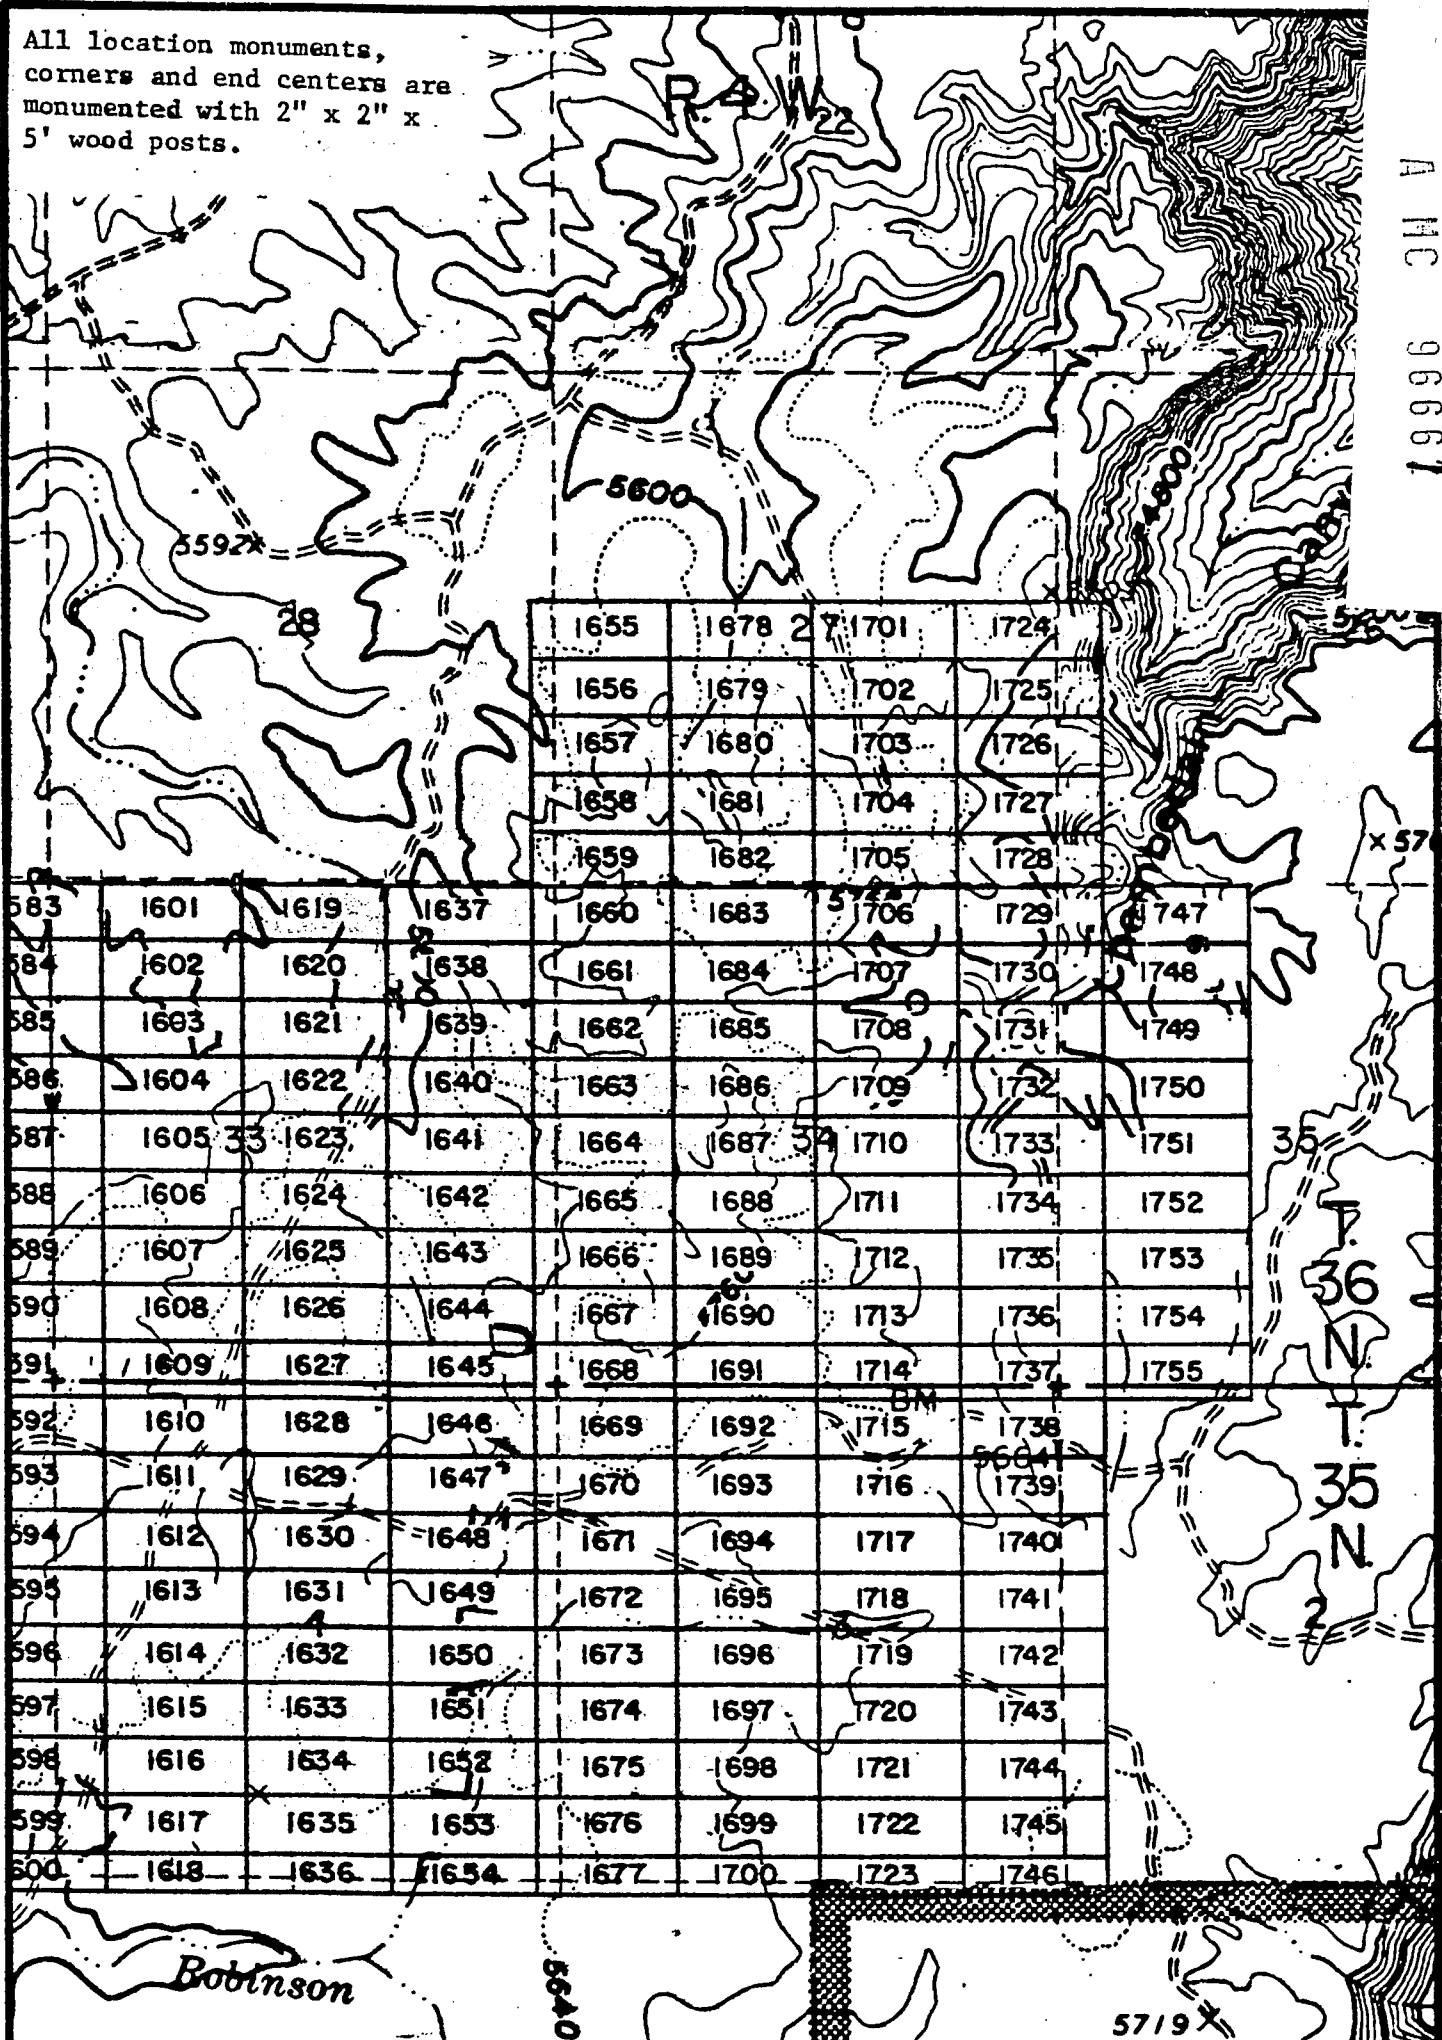 All location monuments,
corners and end centers are
monumented with 2" x 2" x
5' wood posts.
R. 4 W
22
A MC 96667
5600
4800
5592
28
1655 1678 27 1701 1724
1656 1679 1702 1725
1657 1680 1703 1726
1658 1681 1704 1727
1659 1682 1705 1728
583 1601 1619 1637 1660 1683 1706 1729 747
584 1602 1620 1638 1661 1684 1707 1730 1748
585 1603 1621 1639 1662 1685 1708 1731 1749
586 1604 1622 1640 1663 1686 1709 1732 1750
587 1605 33 1623 1641 1664 1687 34 1710 1733 1751 35
588 1606 1624 1642 1665 1688 1711 1734 1752
589 1607 1625 1643 1666 1689 1712 1735 1753
590 1608 1626 1644 1667 1690 1713 1736 1754
591 1609 1627 1645 1668 1691 1714 1737 1755
T.
36
N.
BM
592 1610 1628 1646 1669 1692 1715 1738
5664
593 1611 1629 1647 1670 1693 1716 1739
594 1612 1630 1648 1671 1694 1717 1740
595 1613 1631 1649 1672 1695 1718 1741
T.
35
N.
4
3
2
596 1614 1632 1650 1673 1696 1719 1742
597 1615 1633 1651 1674 1697 1720 1743
598 1616 1634 1652 1675 1698 1721 1744
599 1617 1635 1653 1676 1699 1722 1745
600 1618 1636 1654 1677 1700 1723 1746
Robinson
5640
5719